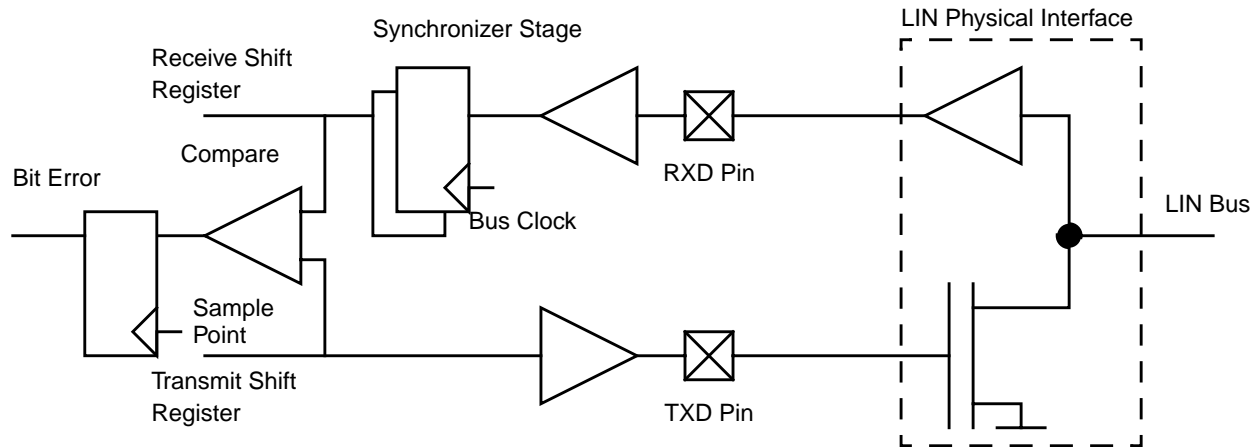 LIN Physical Interface
Synchronizer Stage
Receive Shift
Register
Compare
RXD Pin
Bit Error
Bus Clock
LIN Bus
Sample
Point
Transmit Shift
Register
TXD Pin